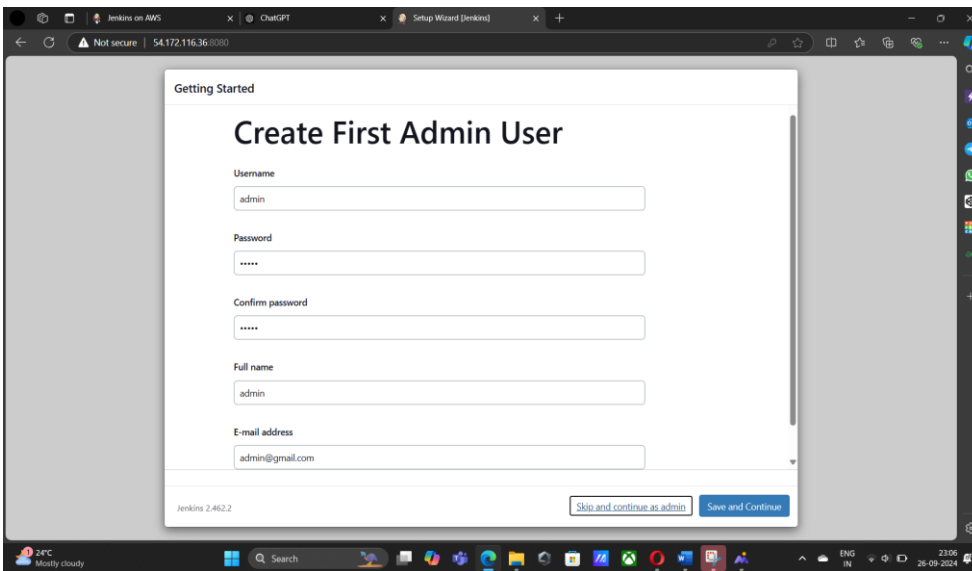 Jenkins on AWS
ChatGPT
Setup Wizard [Jenkins]
Not secure 54.172.116.36:8080
Getting Started
Create First Admin User
Username
admin
Password
•••••
Confirm password
•••••
Full name
admin
E-mail address
admin@gmail.com
Jenkins 2.462.2
Skip and continue as admin
Save and Continue
1
24°C
Mostly cloudy
Search
ENG
IN
23:06
26-09-2024